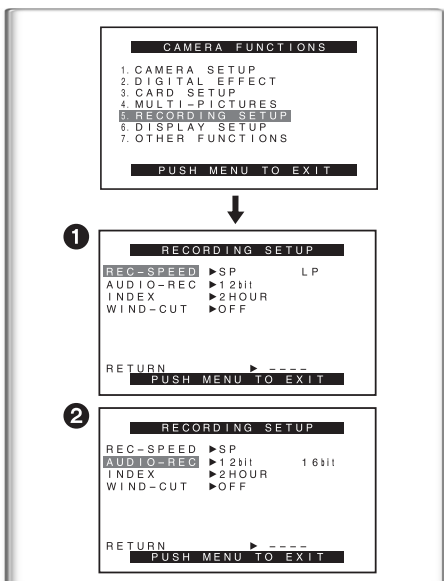 CAMERA FUNCTIONS
1. CAMERA SETUP
2. DIGITAL EFFECT
3. CARD SETUP
4. MULTI-PICTURES
5. RECORDING SETUP
6. DISPLAY SETUP
7. OTHER FUNCTIONS
PUSH MENU TO EXIT
1
RECORDING SETUP
REC-SPEED ▶SP LP
AUDIO-REC ▶12bit
INDEX ▶2HOUR
WIND-CUT ▶OFF
RETURN ▶ ----
PUSH MENU TO EXIT
2
RECORDING SETUP
REC-SPEED ▶SP
AUDIO-REC ▶12bit 16bit
INDEX ▶2HOUR
WIND-CUT ▶OFF
RETURN ▶ ----
PUSH MENU TO EXIT